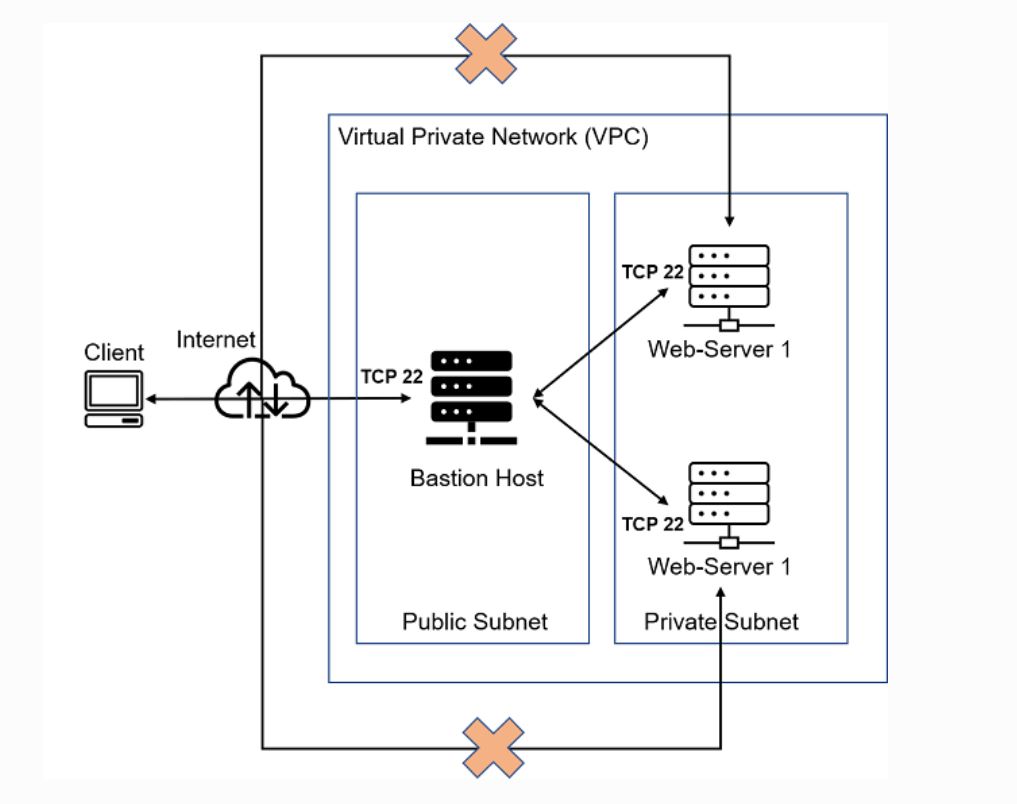 Virtual Private Network (VPC)
TCP 22
Web-Server 1
Internet
Client
TCP 22
Bastion Host
TCP 22
Web-Server 1
Public Subnet
Private Subnet